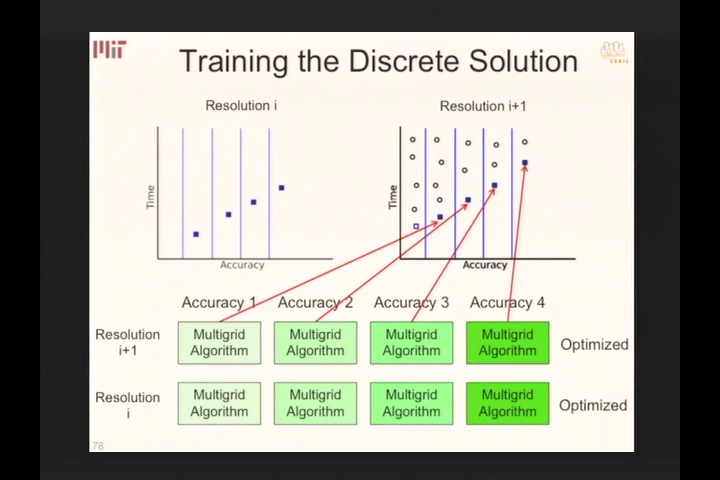 MIT
Training the Discrete Solution
CSAIL
Resolution i
Resolution i+1
Time
Accuracy
Time
Accuracy
Accuracy 1
Accuracy 2
Accuracy 3
Accuracy 4
Resolution
i+1
Multigrid
Algorithm
Multigrid
Algorithm
Multigrid
Algorithm
Multigrid
Algorithm
Optimized
Resolution
i
Multigrid
Algorithm
Multigrid
Algorithm
Multigrid
Algorithm
Multigrid
Algorithm
Optimized
78